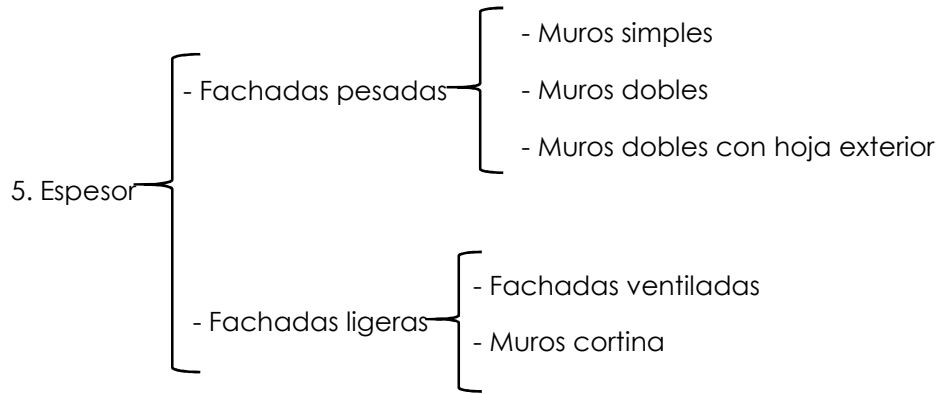 5. Espesor
- Fachadas pesadas
- Muros simples
- Muros dobles
- Muros dobles con hoja exterior
- Fachadas ligeras
- Fachadas ventiladas
- Muros cortina